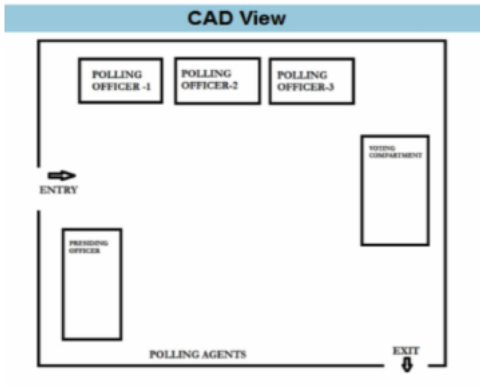 CAD View
POLLING
OFFICER -1
POLLING
OFFICER-2
POLLING
OFFICER-3
VOTING
COMPARTMENT
ENTRY
PRESIDING
OFFICER
POLLING AGENTS
EXIT